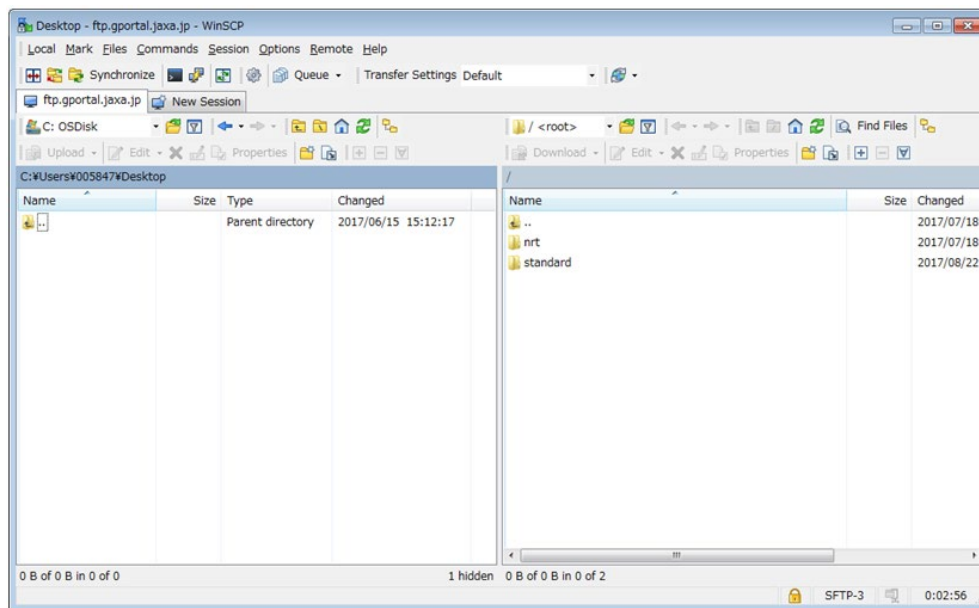 Desktop - ftp.gportal.jaxa.jp - WinSCP
Local Mark Files Commands Session Options Remote Help
Synchronize Queue Transfer Settings Default
ftp.gportal.jaxa.jp New Session
C: OSDisk / <root> Find Files
Upload Edit Properties Download Edit Properties
C:¥Users¥005847¥Desktop /
Name Size Type Changed Name Size Changed
.. Parent directory 2017/06/15 15:12:17 .. 2017/07/18
nrt 2017/07/18
standard 2017/08/22
0 B of 0 B in 0 of 0 1 hidden 0 B of 0 B in 0 of 2
SFTP-3 0:02:56